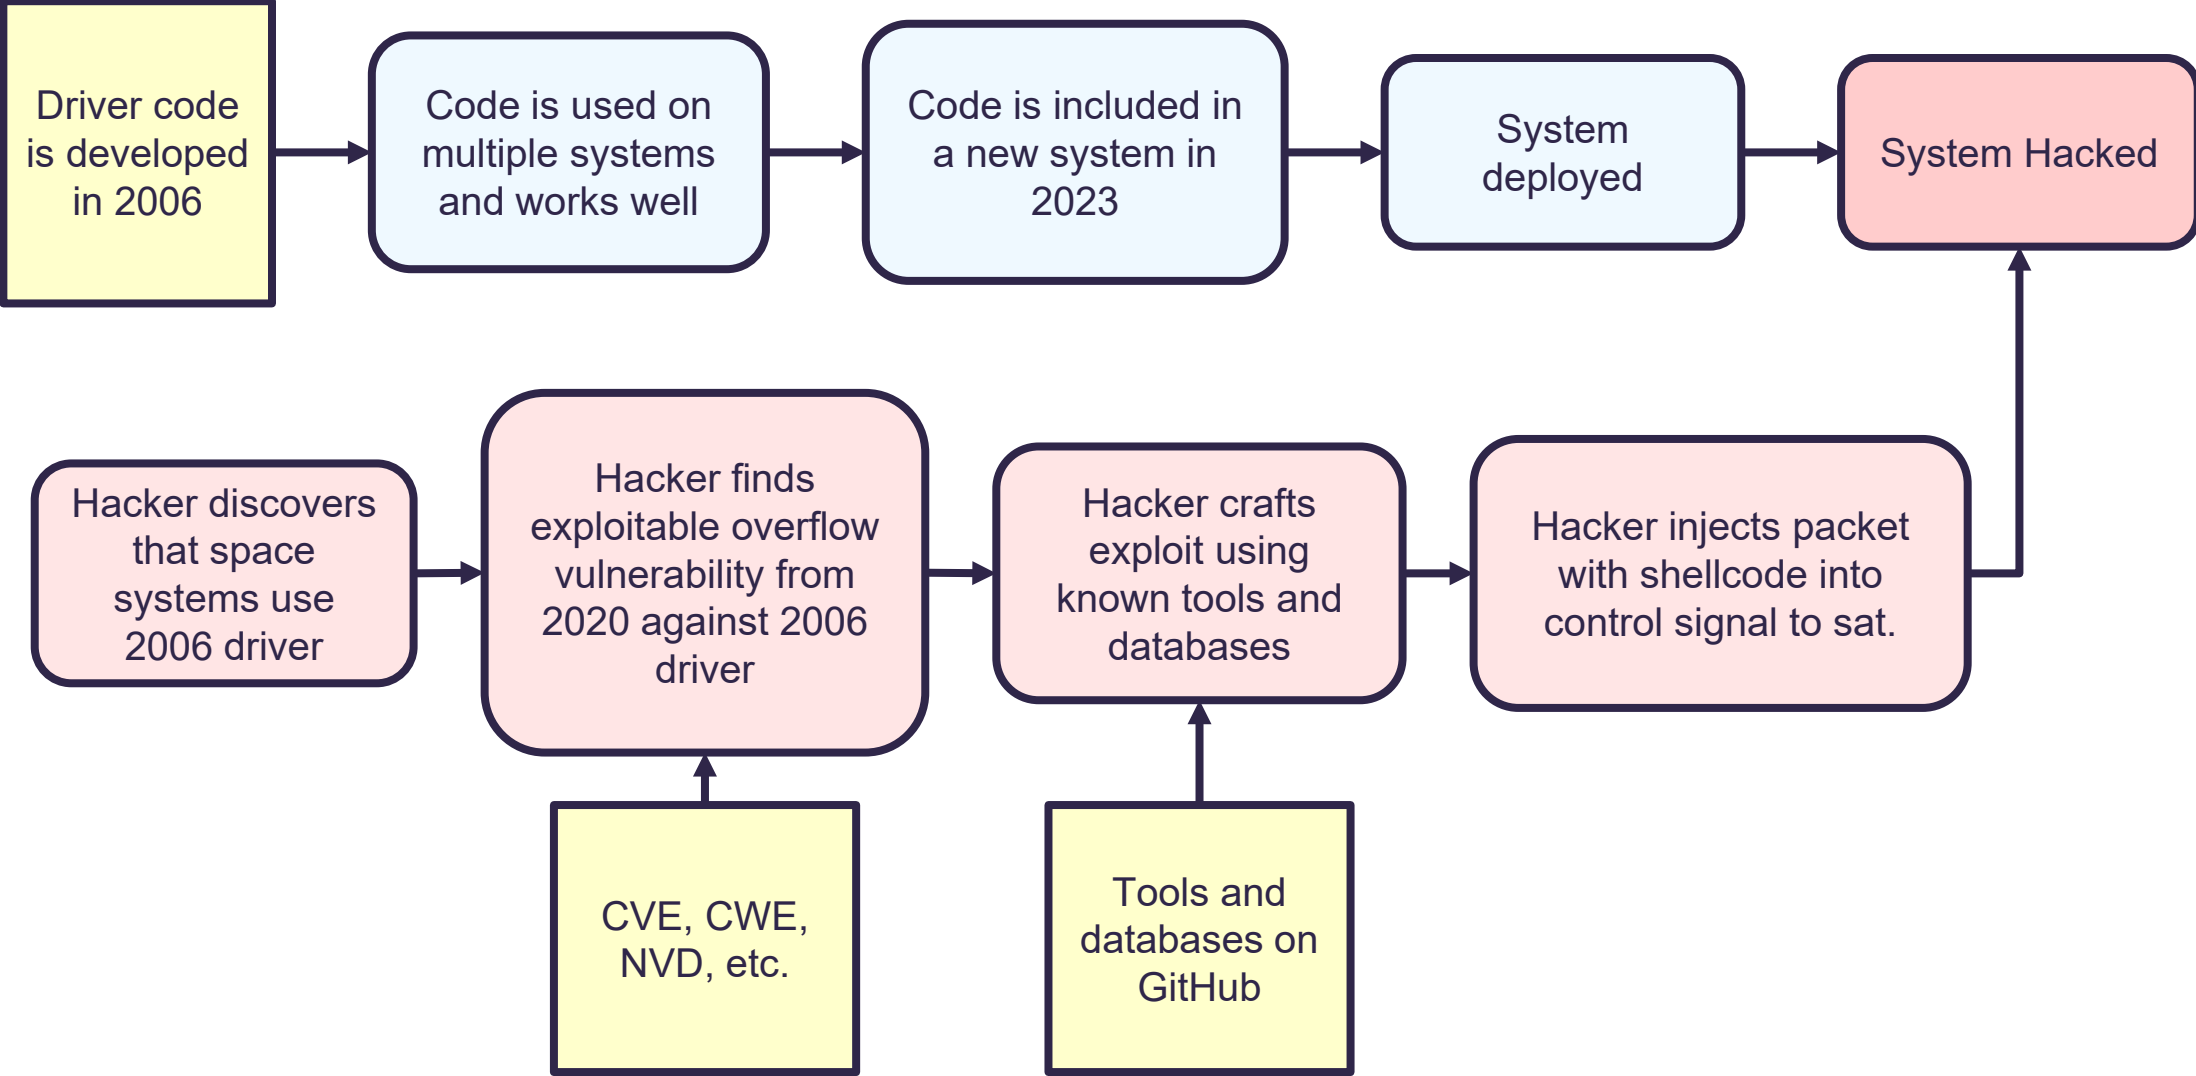 Driver code
is developed
in 2006
Code is used on
multiple systems
and works well
Code is included in
a new system in
2023
System
deployed
System Hacked
Hacker discovers
that space
systems use
2006 driver
Hacker finds
exploitable overflow
vulnerability from
2020 against 2006
driver
Hacker crafts
exploit using
known tools and
databases
Hacker injects packet
with shellcode into
control signal to sat.
CVE, CWE,
NVD, etc.
Tools and
databases on
GitHub